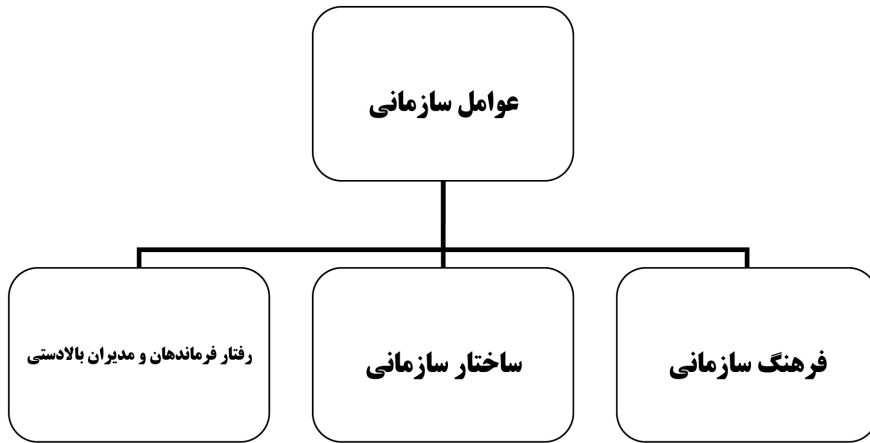 عوامل سازمانی
فرهنگ سازمانی
ساختار سازمانی
رفتار فرماندهان و مدیران بالادستی